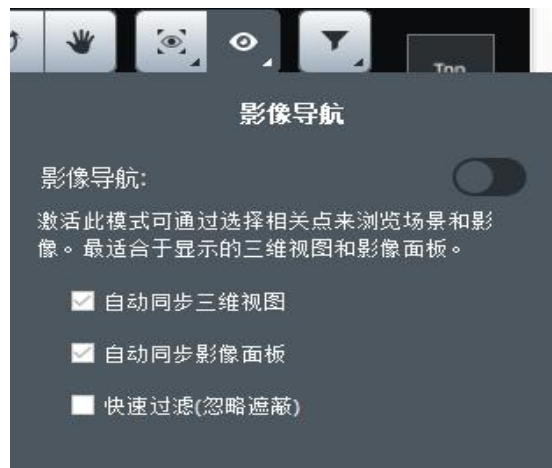 Top
影像导航
影像导航:
激活此模式可通过选择相关点来浏览场景和影
像。最适合于显示的三维视图和影像面板。
自动同步三维视图
自动同步影像面板
快速过滤(忽略遮蔽)